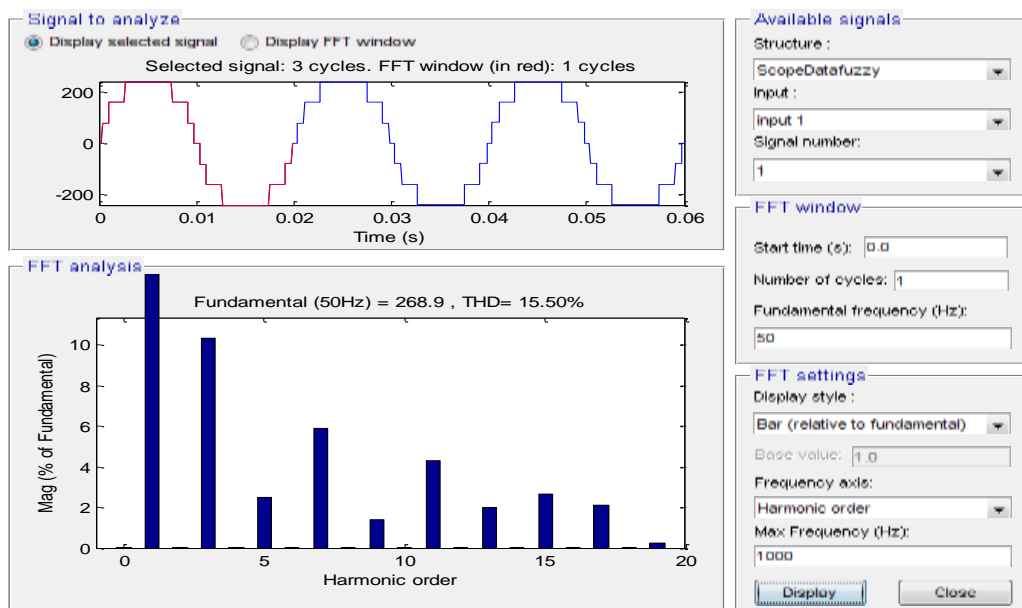 Signal to analyze
Display selected signal Display FFT window
Selected signal: 3 cycles. FFT window (in red): 1 cycles
200
0
-200
0 0.01 0.02 0.03 0.04 0.05 0.06
Time (s)
FFT analysis
Fundamental (50Hz) = 268.9 , THD= 15.50%
Mag (% of Fundamental)
10
8
6
4
2
0
0 5 10 15 20
Harmonic order
Available signals
Structure :
ScopeDatafuzzy
Input :
input 1
Signal number:
1
FFT window
Start time (s): 0.0
Number of cycles: 1
Fundamental frequency (Hz):
50
FFT settings
Display style :
Bar (relative to fundamental)
Base value: 1.0
Frequency axis:
Harmonic order
Max Frequency (Hz):
1000
Display Close